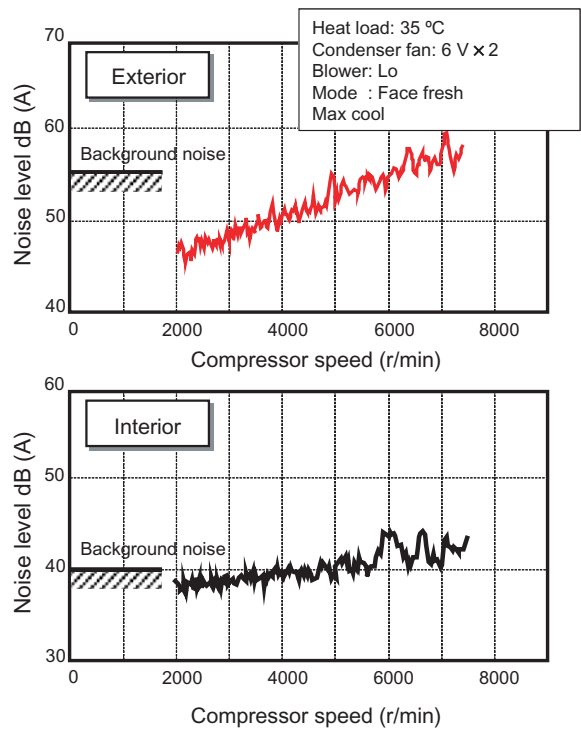 Heat load: 35 ºC
Condenser fan: 6 V × 2
Blower: Lo
Mode : Face fresh
Max cool
70
60
50
40
Noise level dB (A)
Exterior
Background noise
0 2000 4000 6000 8000
Compressor speed (r/min)
60
50
40
30
Noise level dB (A)
Interior
Background noise
0 2000 4000 6000 8000
Compressor speed (r/min)